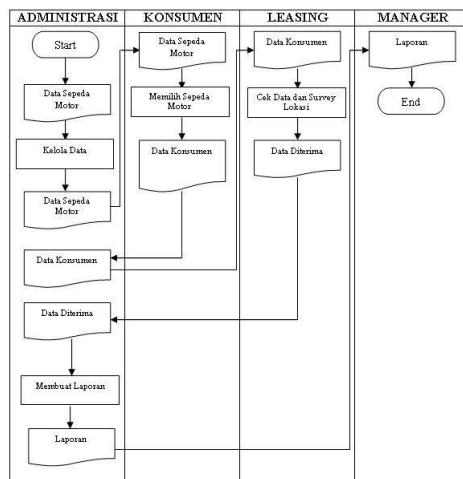 ADMINISTRASI
KONSUMEN
LEASING
MANAGER
Start
Data Sepeda
Motor
Kelola Data
Data Sepeda
Motor
Data Konsumen
Data Diterima
Membuat Laporan
Laporan
Data Sepeda
Motor
Memilih Sepeda
Motor
Data Konsumen
Data Konsumen
Cek Data dan Survey
Lokasi
Data Diterima
Laporan
End